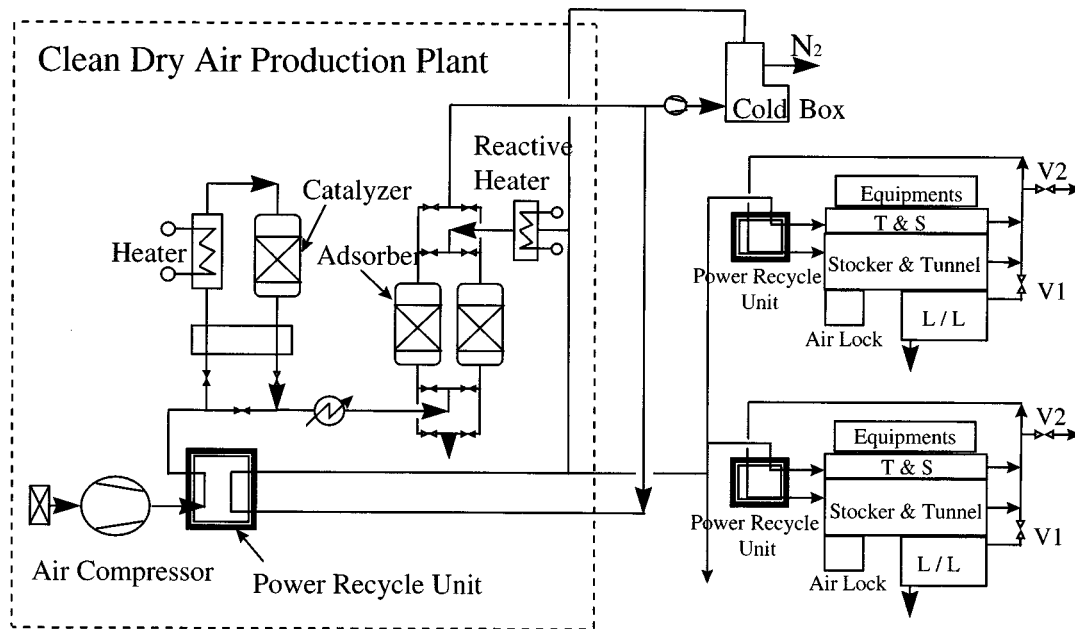 Clean Dry Air Production Plant
N2
Cold Box
Reactive
Heater
Catalyzer
Heater
Adsorber
Air Compressor
Power Recycle Unit
V2
Equipments
T & S
Stocker & Tunnel
Power Recycle
Unit
V1
L / L
Air Lock
V2
Equipments
T & S
Stocker & Tunnel
Power Recycle
Unit
V1
L / L
Air Lock